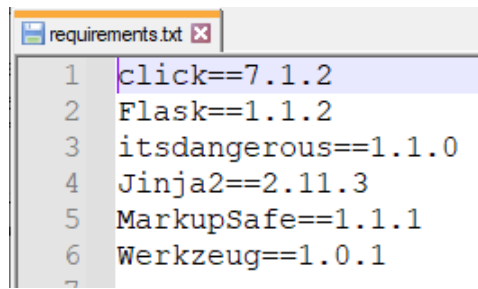 requirements.txt
1 click==7.1.2
2 Flask==1.1.2
3 itsdangerous==1.1.0
4 Jinja2==2.11.3
5 MarkupSafe==1.1.1
6 Werkzeug==1.0.1
7